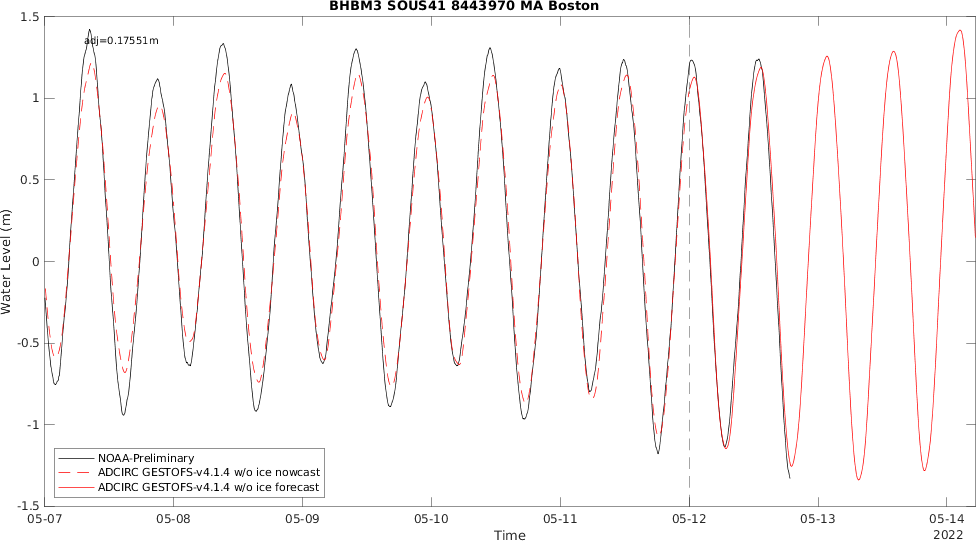 BHBM3 SOUS41 8443970 MA Boston
1.5
adj=0.17551m
1
0.5
0
-0.5
-1
-1.5
Water Level (m)
NOAA-Preliminary
ADCIRC GESTOFS-v4.1.4 w/o ice nowcast
ADCIRC GESTOFS-v4.1.4 w/o ice forecast
05-07 05-08 05-09 05-10 05-11 05-12 05-13 05-14
Time
2022